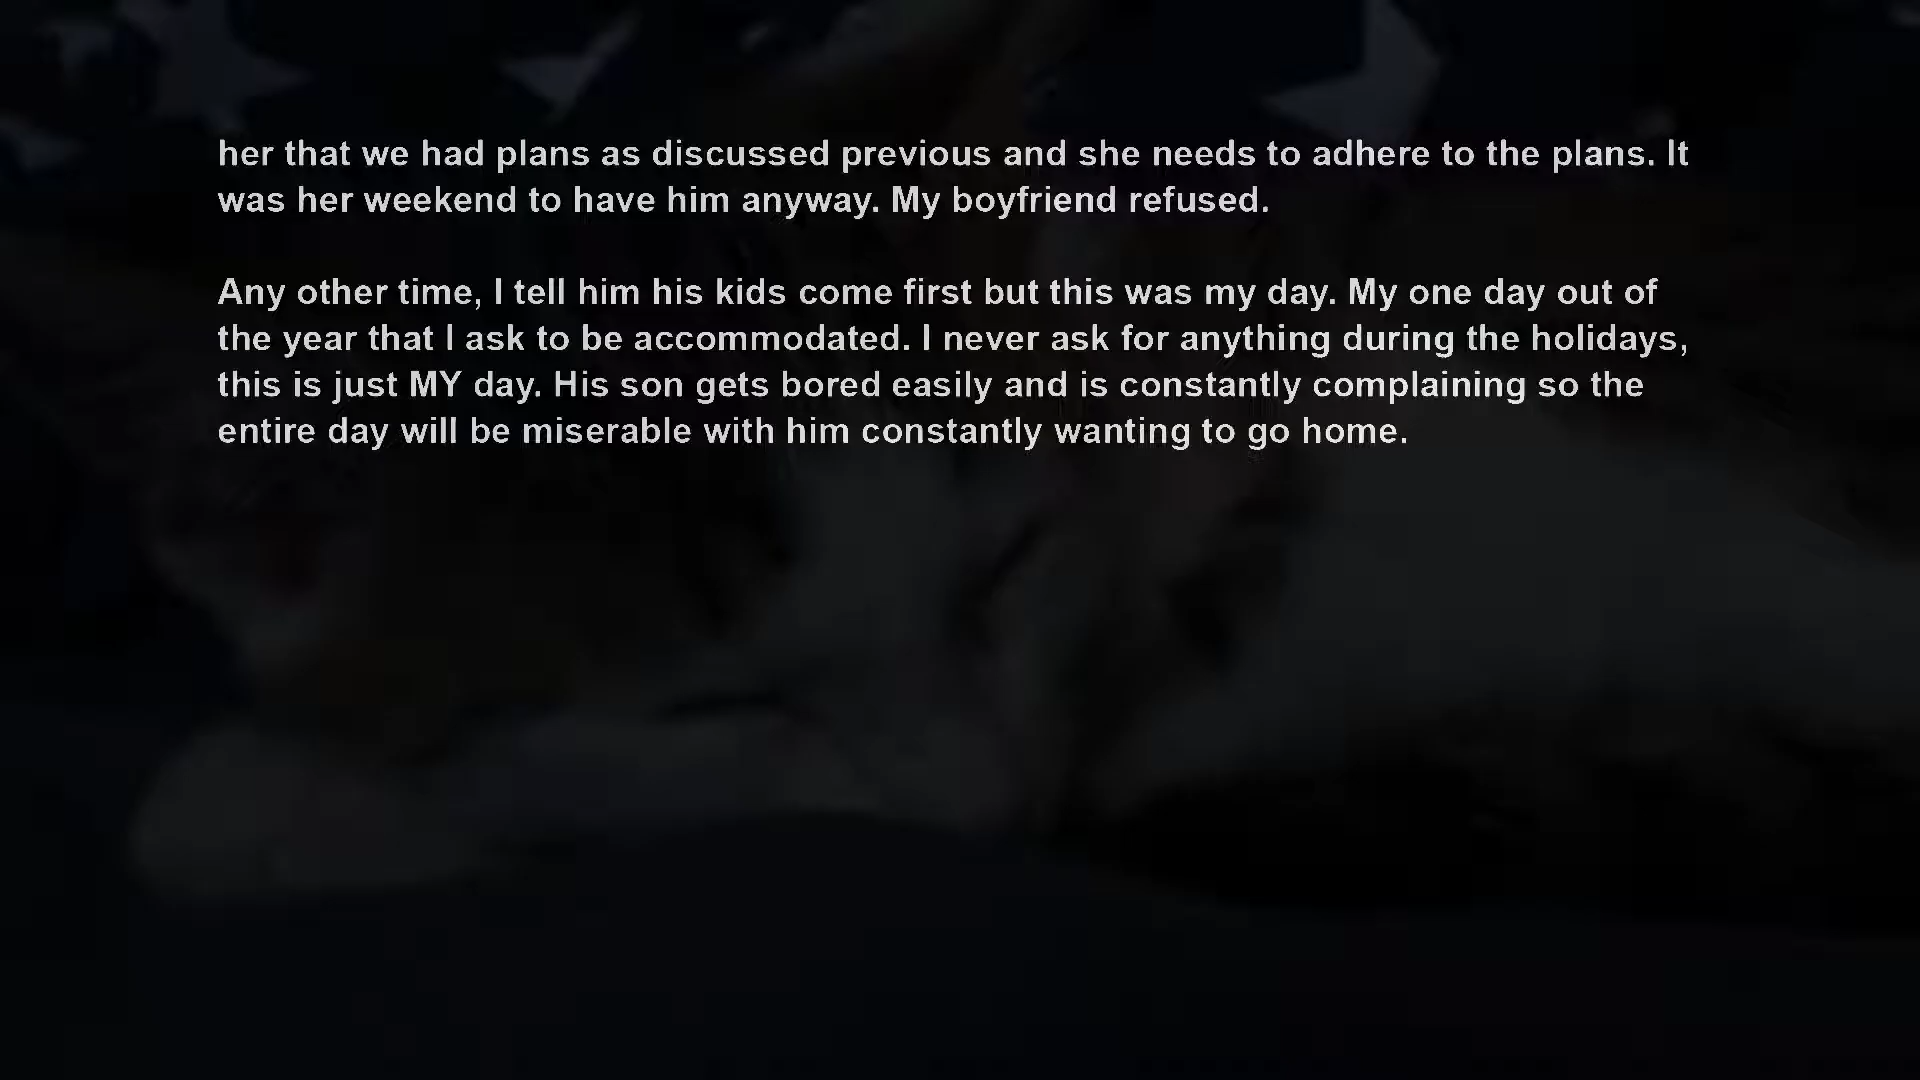 her that we had plans as discussed previous and she needs to adhere to the plans. It
was her weekend to have him anyway. My boyfriend refused.
Any other time, I tell him his kids come first but this was my day. My one day out of
the year that I ask to be accommodated. I never ask for anything during the holidays,
this is just MY day. His son gets bored easily and is constantly complaining so the
entire day will be miserable with him constantly wanting to go home.